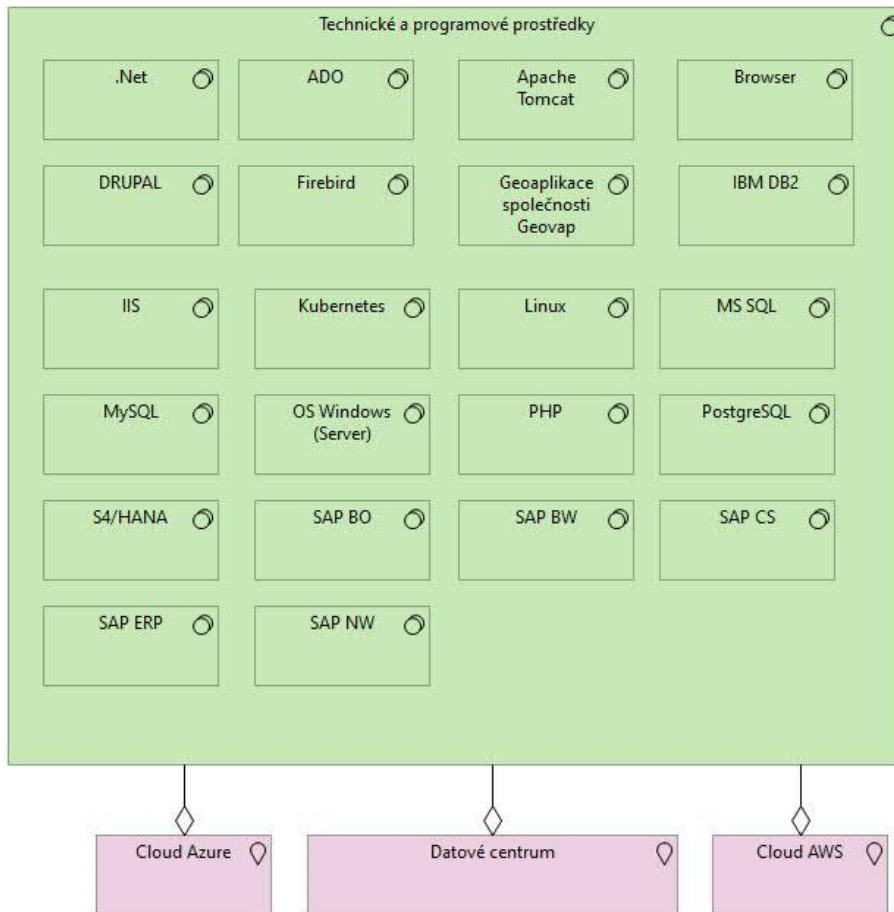 Technické a programové prostředky
.Net
ADO
Apache
Tomcat
Browser
DRUPAL
Firebird
Geoaplikace
společnosti
Geovap
IBM DB2
IIS
Kubernetes
Linux
MS SQL
MySQL
OS Windows
(Server)
PHP
PostgreSQL
S4/HANA
SAP BO
SAP BW
SAP CS
SAP ERP
SAP NW
Cloud Azure
Datové centrum
Cloud AWS